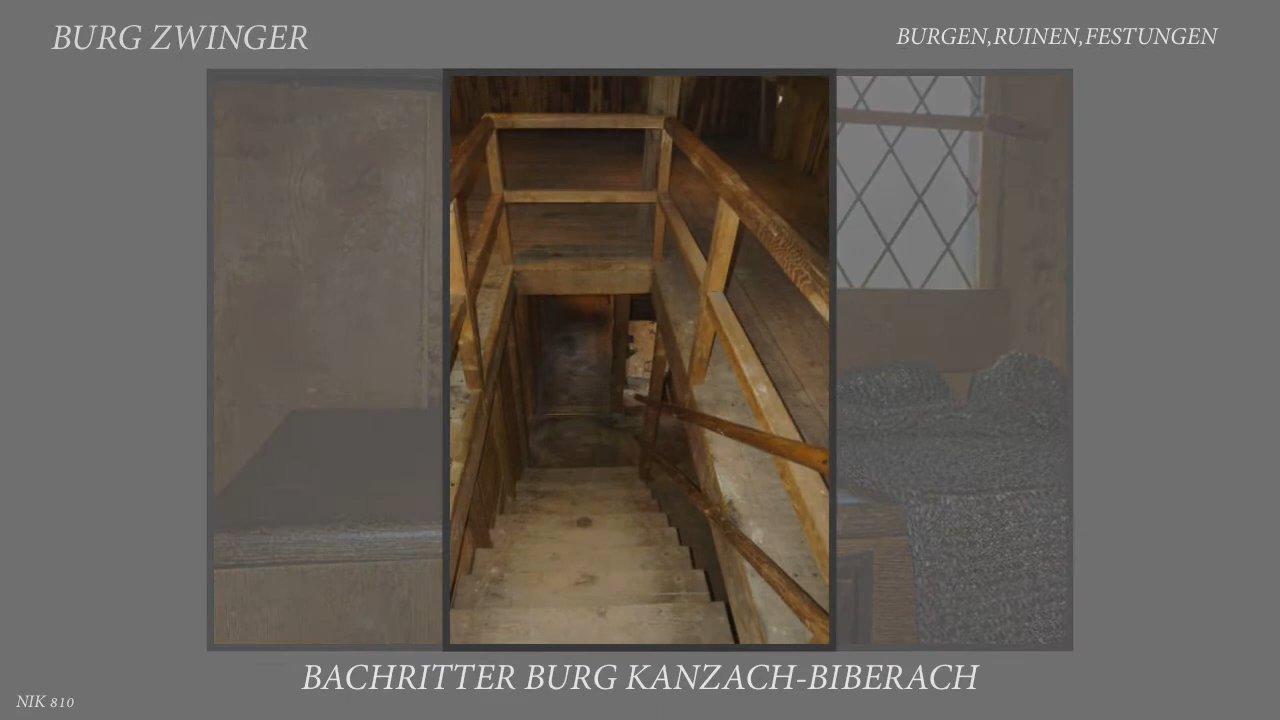 BURG ZWINGER
BURGEN,RUINEN,FESTUNGEN
BACHRITTER BURG KANZACH-BIBERACH
NIK 810